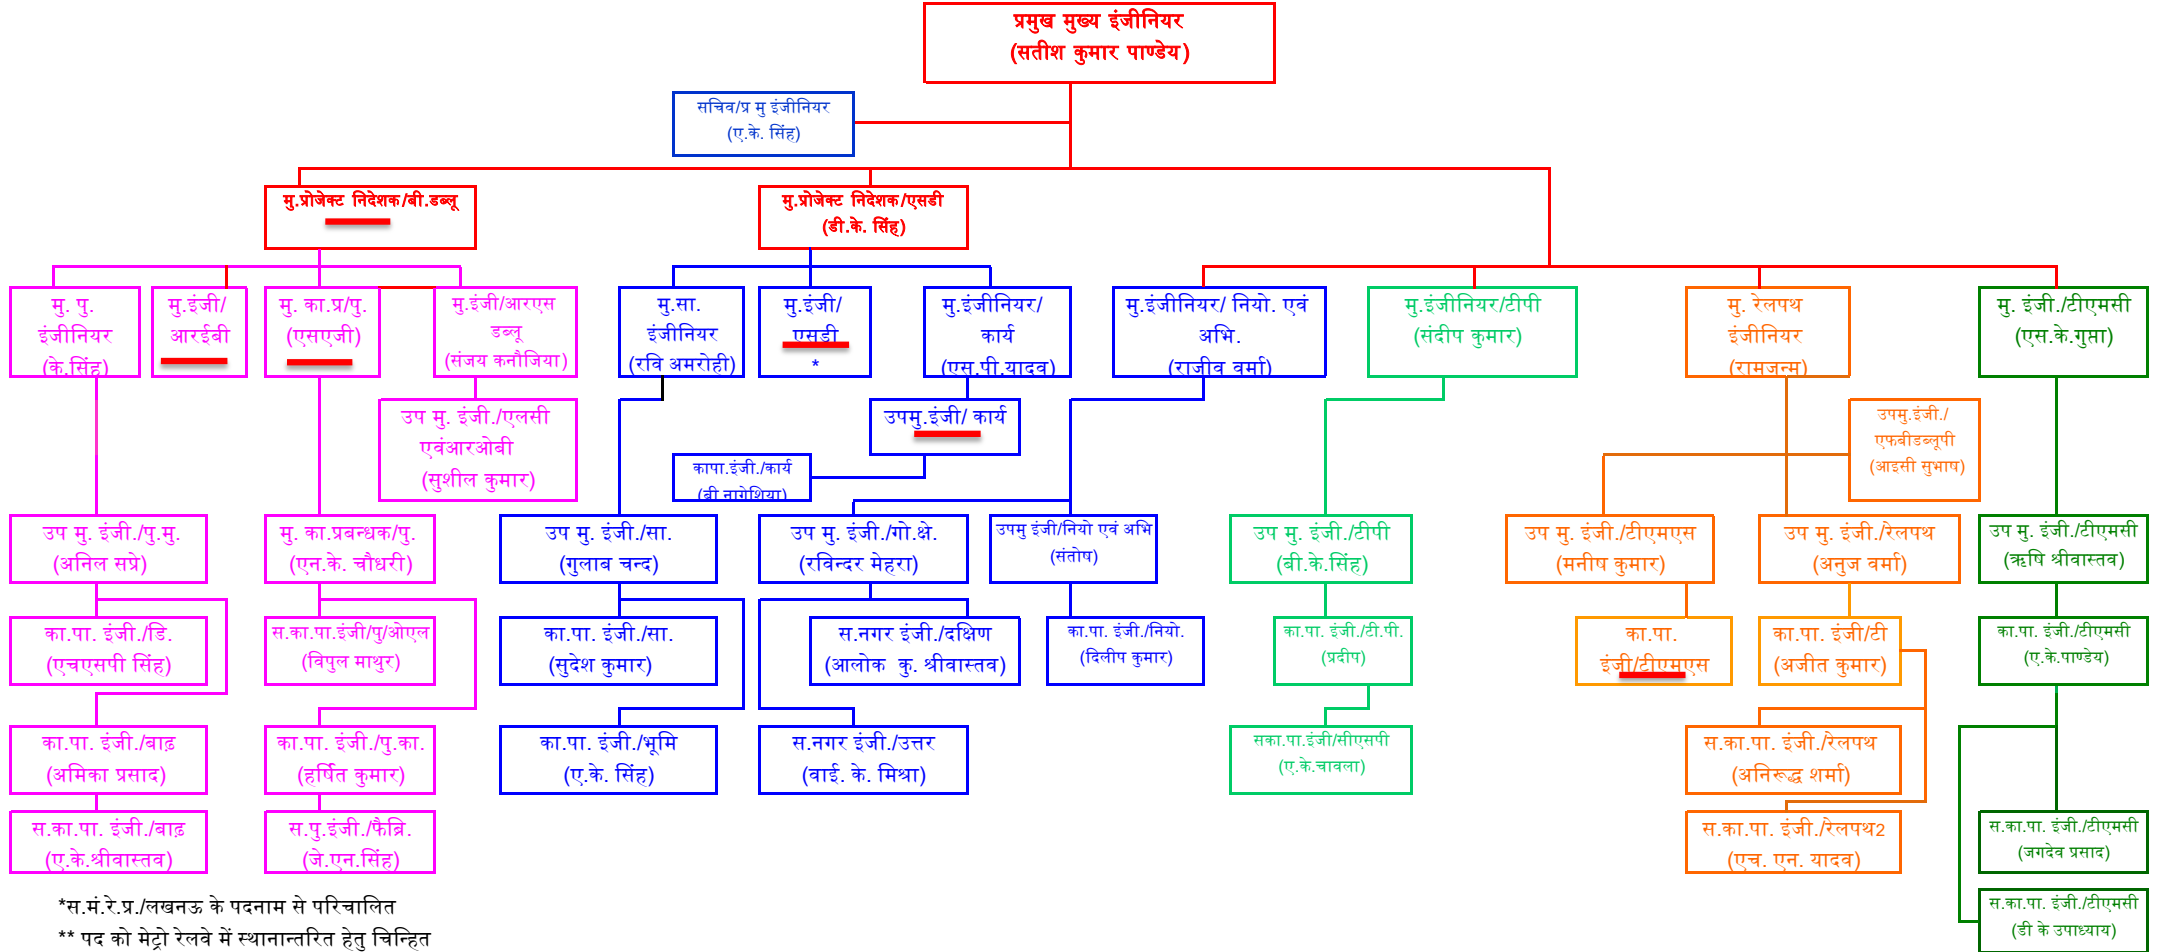 प्रमुख मुख्य इंजीनियर
(सतीश कुमार पाण्डेय)
सचिव/प्र मु इंजीनियर
(ए.के. सिंह)
मु.प्रोजेक्ट निदेशक/बी.डब्लू
मु.प्रोजेक्ट निदेशक/एसडी
(डी.के. सिंह)
मु. पु.
इंजीनियर
(के.सिंह)
मु.इंजी/
आरईबी
मु. का.प्र/पु.
(एसएजी)
मु.इंजी/आरएस
डब्लू
(संजय कनौजिया)
मु.सा.
इंजीनियर
(रवि अमरोही)
मु.इंजी/
एसडी
*
मु.इंजीनियर/
कार्य
(एस.पी.यादव)
मु.इंजीनियर/ नियो. एवं
अभि.
(राजीव वर्मा)
मु.इंजीनियर/टीपी
(संदीप कुमार)
मु. रेलपथ
इंजीनियर
(रामजन्म)
मु. इंजी./टीएमसी
(एस.के.गुप्ता)
उप मु. इंजी./एलसी
एवंआरओबी
(सुशील कुमार)
उपमु.इंजी/ कार्य
कापा.इंजी./कार्य
(बी नागेशिया)
उपमु.इंजी./
एफबीडब्लूपी
(आइसी सुभाष)
उप मु. इंजी./पु.मु.
(अनिल सप्रे)
मु. का.प्रबन्धक/पु.
(एन.के. चौधरी)
उप मु. इंजी./सा.
(गुलाब चन्द)
उप मु. इंजी./गो.क्षे.
(रविन्दर मेहरा)
उपमु इंजी/नियो एवं अभि
(संतोष)
उप मु. इंजी./टीपी
(बी.के.सिंह)
उप मु. इंजी./टीएमएस
(मनीष कुमार)
उप मु. इंजी./रेलपथ
(अनुज वर्मा)
उप मु. इंजी./टीएमसी
(ऋषि श्रीवास्तव)
का.पा. इंजी./डि.
(एचएसपी सिंह)
स.का.पा.इंजी/पु/ओएल
(विपुल माथुर)
का.पा. इंजी./सा.
(सुदेश कुमार)
स.नगर इंजी./दक्षिण
(आलोक कु. श्रीवास्तव)
का.पा. इंजी./नियो.
(दिलीप कुमार)
का.पा. इंजी./टी.पी.
(प्रदीप)
का.पा.
इंजी/टीएमएस
का.पा. इंजी/टी
(अजीत कुमार)
का.पा. इंजी./टीएमसी
(ए.के.पाण्डेय)
का.पा. इंजी./बाढ़
(अमिका प्रसाद)
का.पा. इंजी./पु.का.
(हर्षित कुमार)
का.पा. इंजी./भूमि
(ए.के. सिंह)
स.नगर इंजी./उत्तर
(वाई. के. मिश्रा)
सका.पा.इंजी/सीएसपी
(ए.के.चावला)
स.का.पा. इंजी./रेलपथ
(अनिरूद्ध शर्मा)
स.का.पा. इंजी./बाढ़
(ए.के.श्रीवास्तव)
स.पु.इंजी./फैब्रि.
(जे.एन.सिंह)
स.का.पा. इंजी./रेलपथ2
(एच. एन. यादव)
स.का.पा. इंजी./टीएमसी
(जगदेव प्रसाद)
स.का.पा. इंजी./टीएमसी
(डी के उपाध्याय)
*स.मं.रे.प्र./लखनऊ के पदनाम से परिचालित
** पद को मेट्रो रेलवे में स्थानान्तरित हेतु चिन्हित